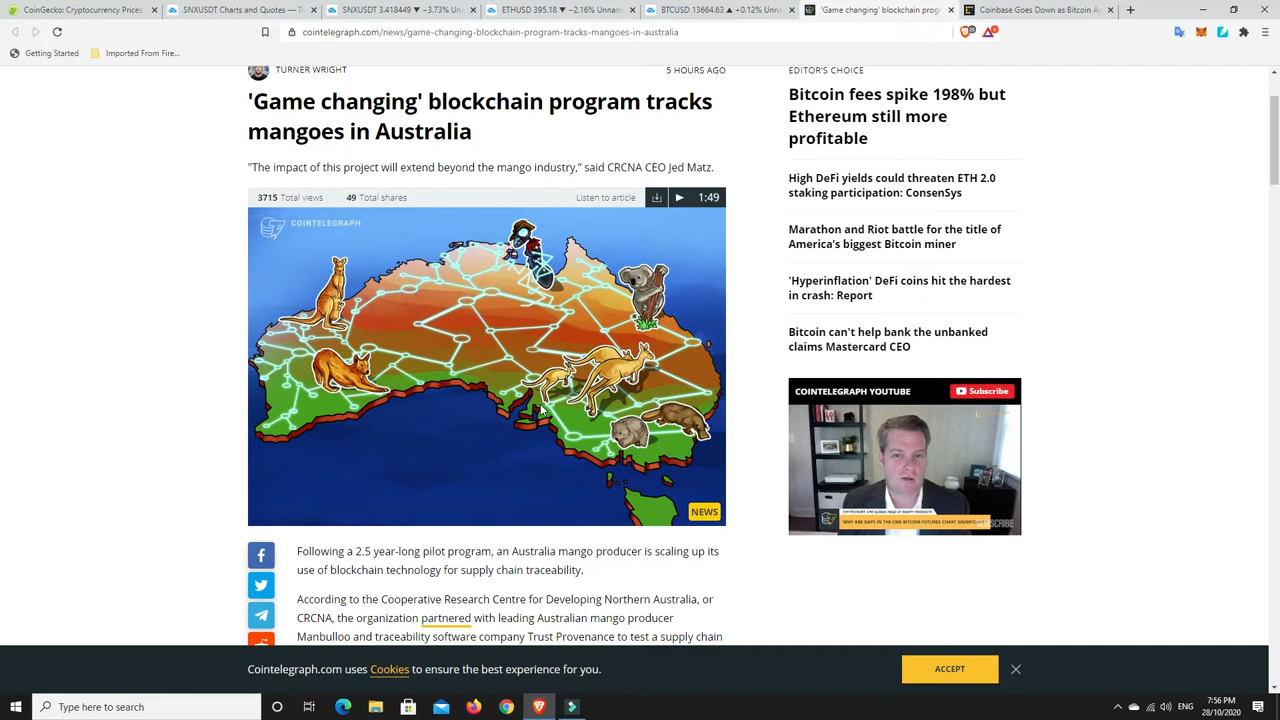 CoinGecko: Cryptocurrency Prices
SNXUSDT Charts and Quotes — T
SNXUSDT 3.418449 ▼ −3.73% Un
ETHUSD 395.18 ▼ −2.16% Unnam
BTCUSD 13664.63 ▲ +0.12% Unna
'Game changing' blockchain prog
Coinbase Goes Down as Bitcoin A
cointelegraph.com/news/game-changing-blockchain-program-tracks-mangoes-in-australia
Getting Started
Imported From Fire...
TURNER WRIGHT
5 HOURS AGO
'Game changing' blockchain program tracks
mangoes in Australia
"The impact of this project will extend beyond the mango industry," said CRCNA CEO Jed Matz.
3715 Total views
49 Total shares
Listen to article
1:49
COINTELEGRAPH
NEWS
Following a 2.5 year-long pilot program, an Australia mango producer is scaling up its
use of blockchain technology for supply chain traceability.
According to the Cooperative Research Centre for Developing Northern Australia, or
CRCNA, the organization partnered with leading Australian mango producer
Manbulloo and traceability software company Trust Provenance to test a supply chain
EDITOR'S CHOICE
Bitcoin fees spike 198% but
Ethereum still more
profitable
High DeFi yields could threaten ETH 2.0
staking participation: ConsenSys
Marathon and Riot battle for the title of
America's biggest Bitcoin miner
'Hyperinflation' DeFi coins hit the hardest
in crash: Report
Bitcoin can't help bank the unbanked
claims Mastercard CEO
COINTELEGRAPH YOUTUBE
Subscribe
WHY ARE GAPS IN THE CME BITCOIN FUTURES CHART
Cointelegraph.com uses Cookies to ensure the best experience for you.
ACCEPT
Type here to search
ENG
7:56 PM
28/10/2020